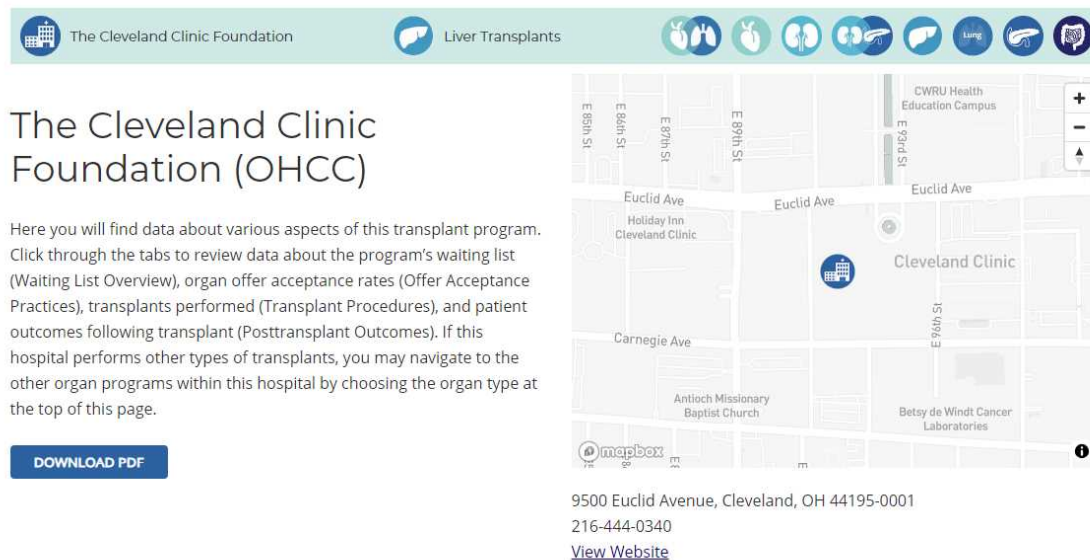 The Cleveland Clinic Foundation
Liver Transplants
Lung
The Cleveland Clinic
Foundation (OHCC)
Here you will find data about various aspects of this transplant program.
Click through the tabs to review data about the program's waiting list
(Waiting List Overview), organ offer acceptance rates (Offer Acceptance
Practices), transplants performed (Transplant Procedures), and patient
outcomes following transplant (Posttransplant Outcomes). If this
hospital performs other types of transplants, you may navigate to the
other organ programs within this hospital by choosing the organ type at
the top of this page.
DOWNLOAD PDF
CWRU Health
Education Campus
E 85th St
E 86th St
E 87th St
E 89th St
E 93rd St
Euclid Ave
Euclid Ave
Euclid Ave
Holiday Inn
Cleveland Clinic
Cleveland Clinic
E 96th St
Carnegie Ave
Antioch Missionary
Baptist Church
Betsy de Windt Cancer
Laboratories
mapbox
9500 Euclid Avenue, Cleveland, OH 44195-0001
216-444-0340
View Website